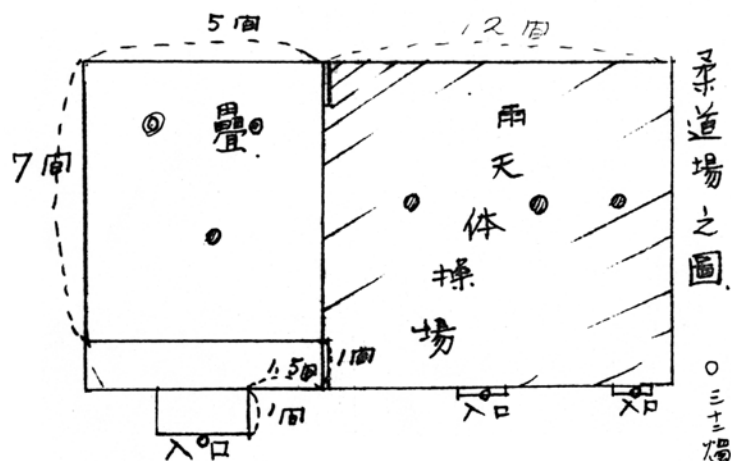 柔道場之圖.
5間
12間
7間
疊.
雨天体操場
1.5間
1間
1間
入口
入口
入口
○三十二燭